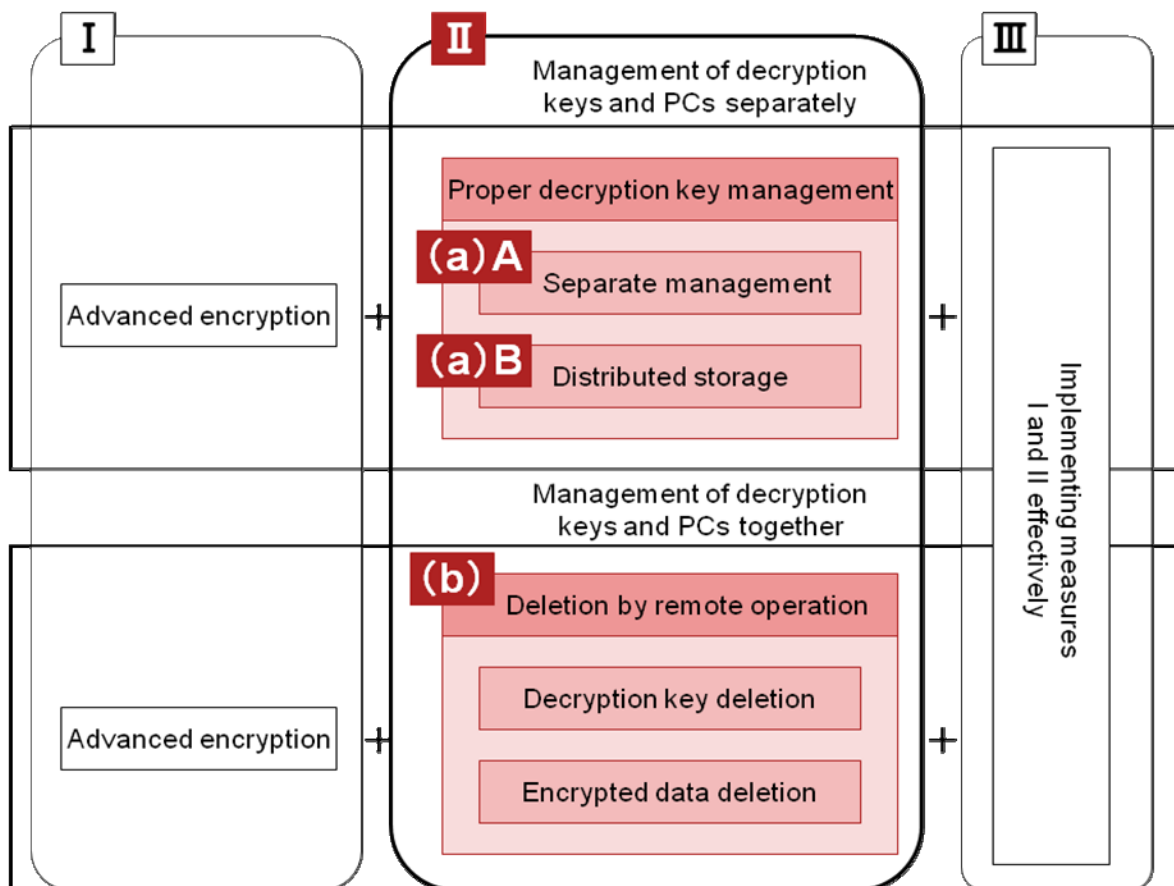 Ⅰ
Ⅱ
Ⅲ
Management of decryption
keys and PCs separately
Proper decryption key management
(a)A
Separate management
Advanced encryption
+
+
(a)B
Distributed storage
Implementing measures
I and II effectively
Management of decryption
keys and PCs together
(b)
Deletion by remote operation
Decryption key deletion
Advanced encryption
+
+
Encrypted data deletion